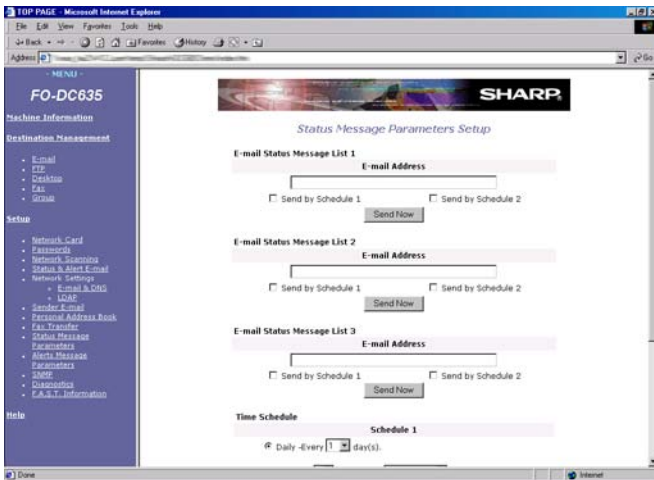 TOP PAGE - Microsoft Internet Explorer
File Edit View Favorites Tools Help
Back Favorites History
Address Go
- MENU -
FO-DC635
Machine Information
Destination Management
E-mail
FTP
Desktop
Fax
Group
Setup
Network Card
Passwords
Network Scanning
Status & Alert E-mail
Network Settings
E-mail & DNS
LDAP
Sender E-mail
Personal Address Book
Fax Transfer
Status Message
Parameters
Alerts Message
Parameters
SNMP
Diagnostics
F.A.S.T. Information
Help
SHARP
Status Message Parameters Setup
E-mail Status Message List 1
E-mail Address
Send by Schedule 1 Send by Schedule 2
Send Now
E-mail Status Message List 2
E-mail Address
Send by Schedule 1 Send by Schedule 2
Send Now
E-mail Status Message List 3
E-mail Address
Send by Schedule 1 Send by Schedule 2
Send Now
Time Schedule
Schedule 1
Daily -Every 1 day(s).
Done Internet